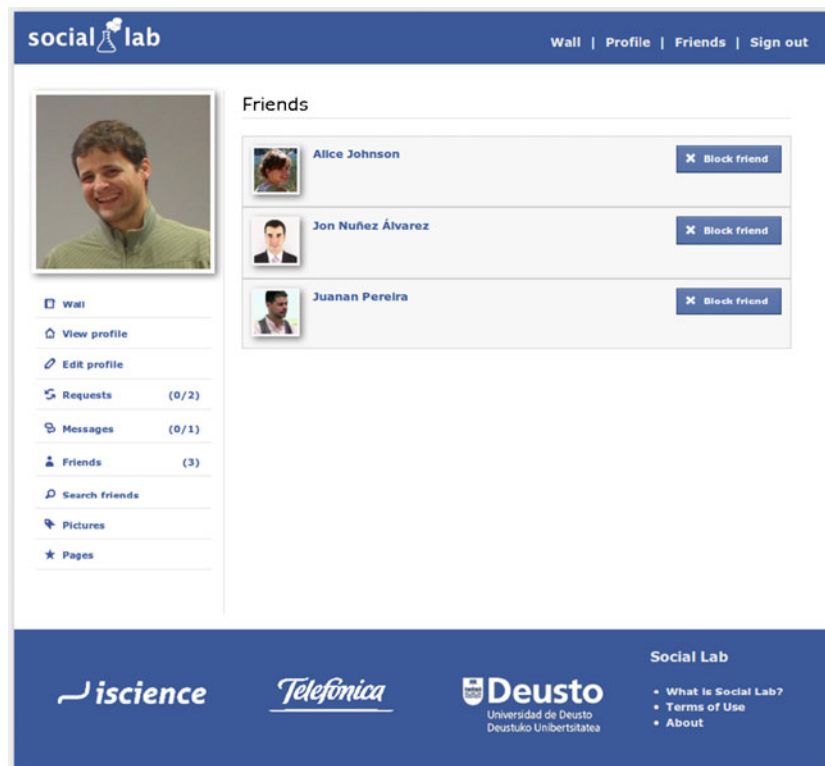 social lab
Wall | Profile | Friends | Sign out
Friends
Alice Johnson
Block friend
Jon Nuñez Álvarez
Block friend
Juanan Pereira
Block friend
Wall
View profile
Edit profile
Requests (0/2)
Messages (0/1)
Friends (3)
Search friends
Pictures
Pages
iscience
Telefónica
Deusto
Universidad de Deusto
Deustuko Unibertsitatea
Social Lab
• What is Social Lab?
• Terms of Use
• About